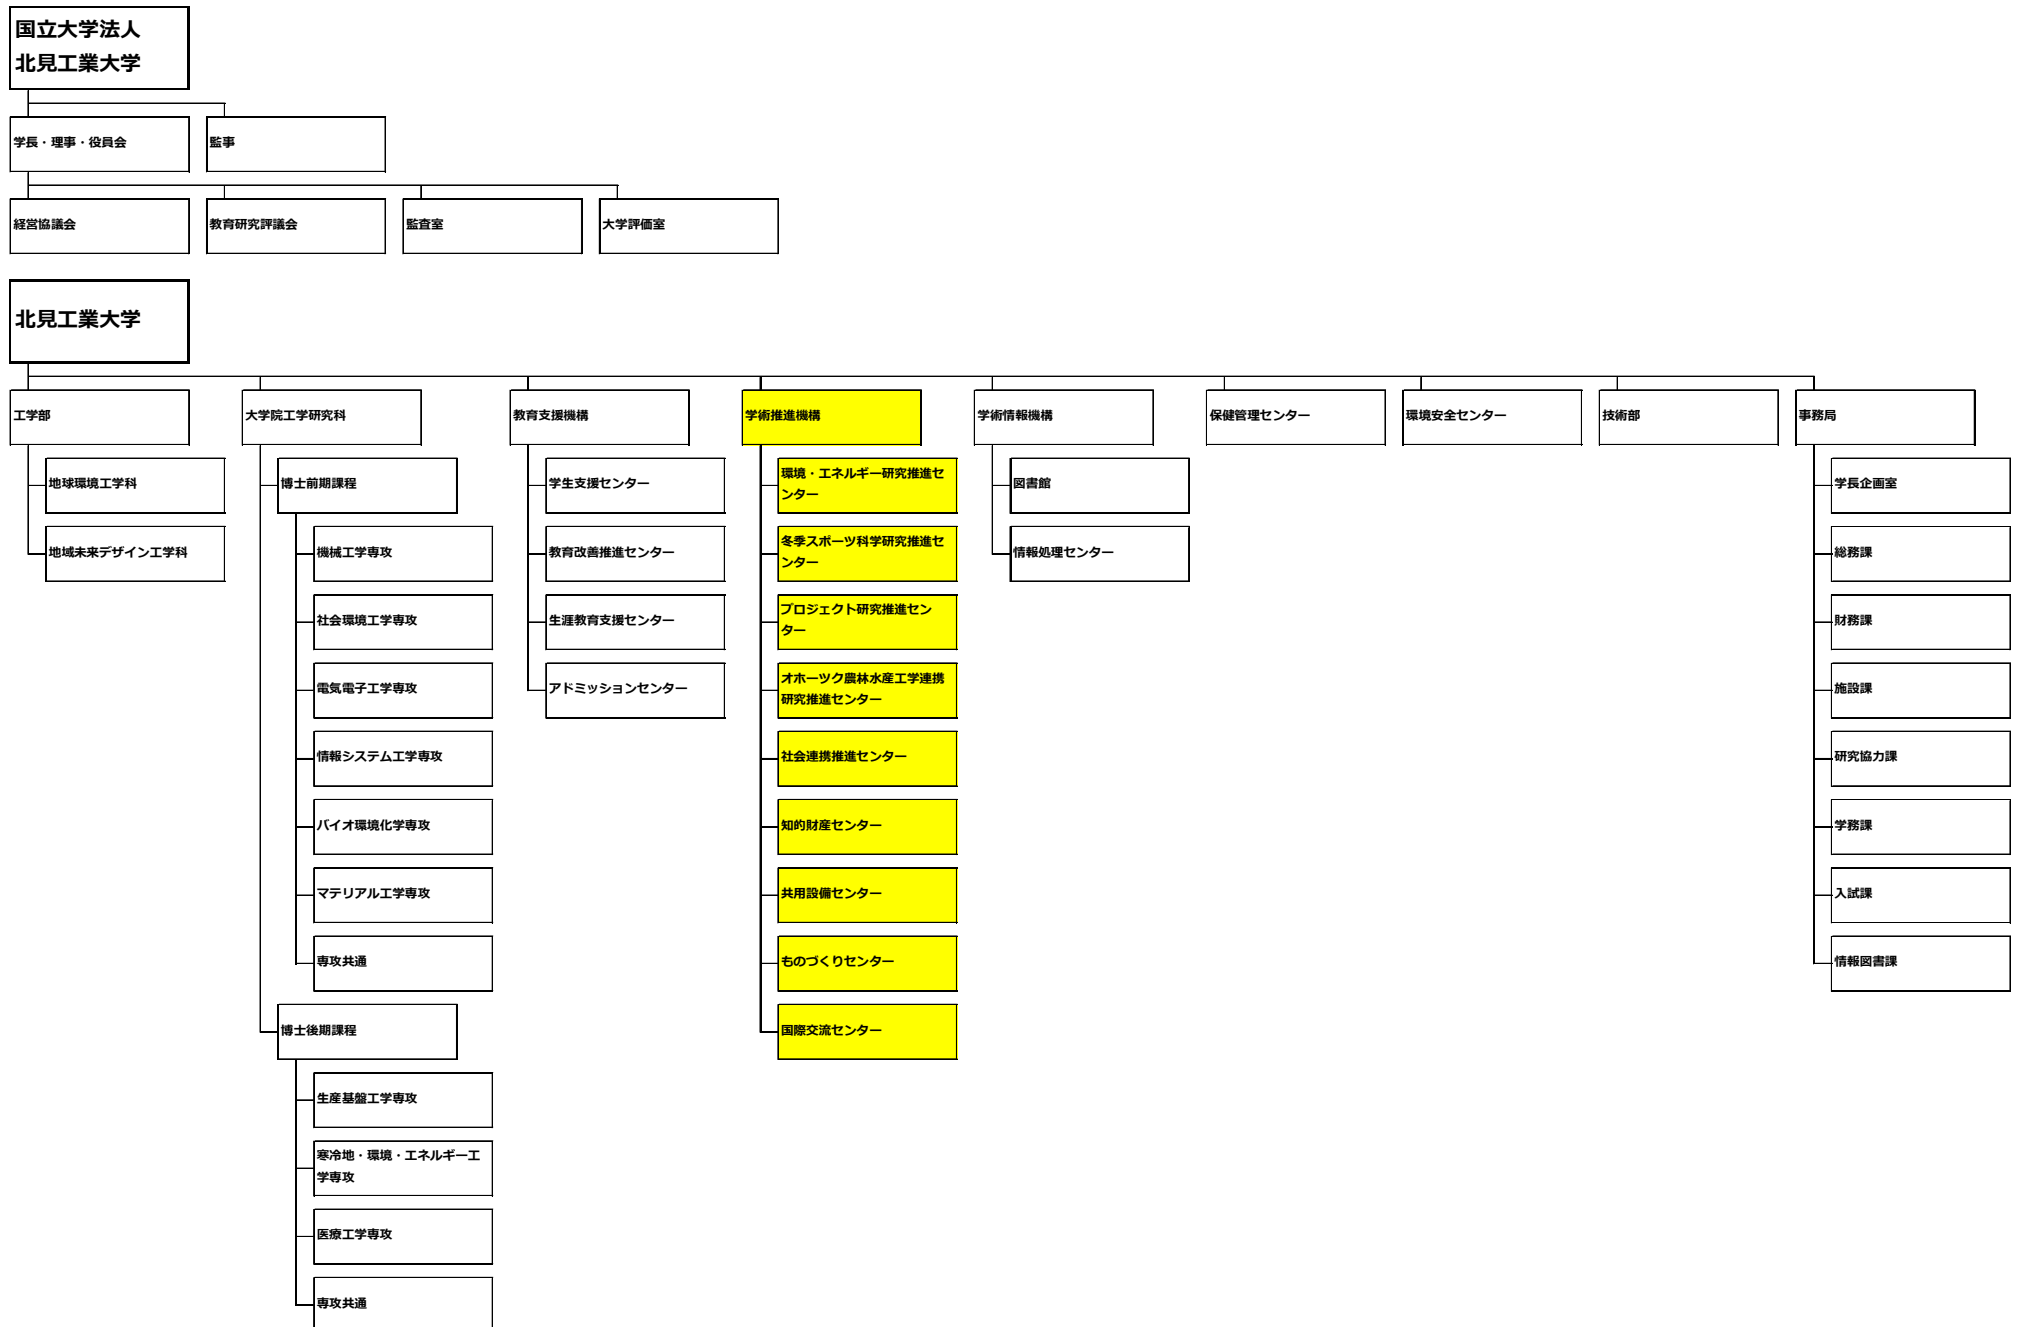 国立大学法人
北見工業大学
学長・理事・役員会
監事
経営協議会
教育研究評議会
監査室
大学評価室
北見工業大学
工学部
地球環境工学科
地域未来デザイン工学科
大学院工学研究科
博士前期課程
機械工学専攻
社会環境工学専攻
電気電子工学専攻
情報システム工学専攻
バイオ環境化学専攻
マテリアル工学専攻
専攻共通
博士後期課程
生産基盤工学専攻
寒冷地・環境・エネルギー工
学専攻
医療工学専攻
専攻共通
教育支援機構
学生支援センター
教育改善推進センター
生涯教育支援センター
アドミッションセンター
学術推進機構
環境・エネルギー研究推進セ
ンター
冬季スポーツ科学研究推進セ
ンター
プロジェクト研究推進セン
ター
オホーツク農林水産工学連携
研究推進センター
社会連携推進センター
知的財産センター
共用設備センター
ものづくりセンター
国際交流センター
学術情報機構
図書館
情報処理センター
保健管理センター
環境安全センター
技術部
事務局
学長企画室
総務課
財務課
施設課
研究協力課
学務課
入試課
情報図書課